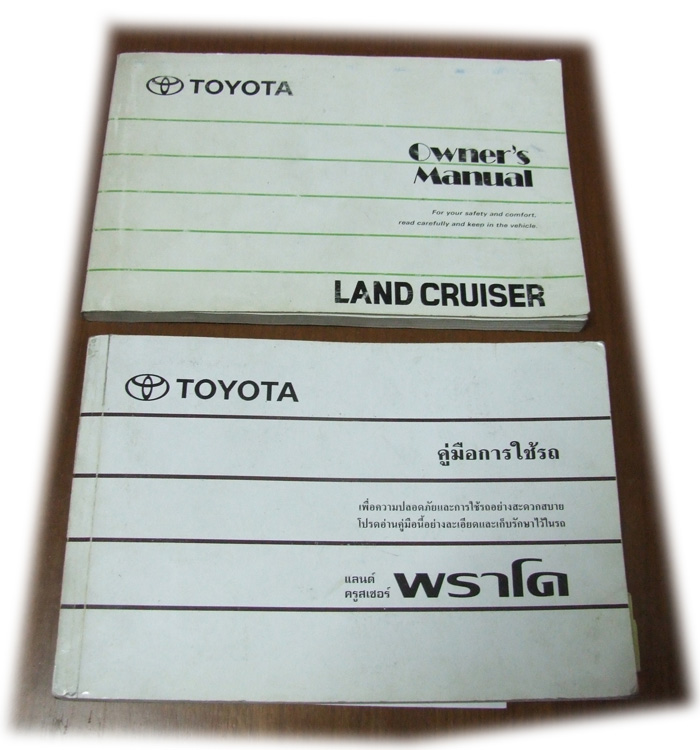 TOYOTA
Owner's
Manual
For your safety and comfort,
read carefully and keep in the vehicle.
LAND CRUISER
TOYOTA
คู่มือการใช้รถ
เพื่อความปลอดภัยและการใช้รถอย่างสะดวกสบาย
โปรดอ่านคู่มือนี้อย่างละเอียดและเก็บรักษาไว้ในรถ
แลนด์
ครูสเซอร์ พราโด